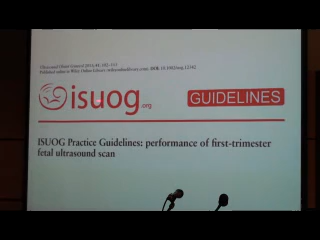 isuog.org
GUIDELINES
ISUOG Practice Guidelines: performance of first-trimester
fetal ultrasound scan